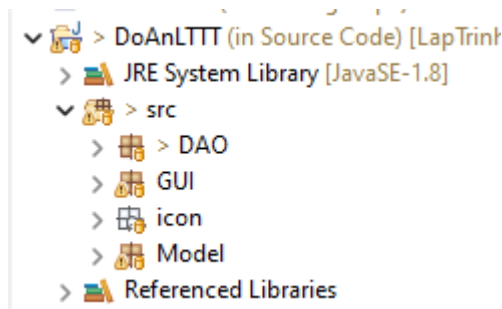 > DoAnLTTT (in Source Code) [LapTrinh
JRE System Library [JavaSE-1.8]
> src
> DAO
GUI
icon
Model
Referenced Libraries